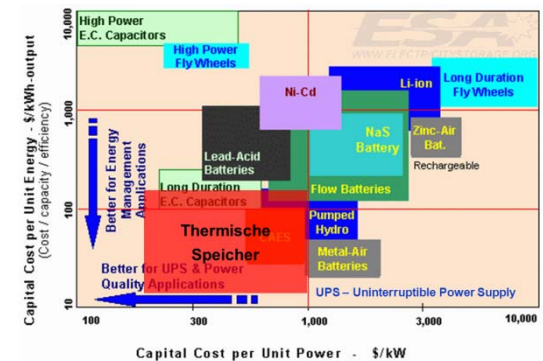 ESA
WWW.ELECTRICITYSTORAGE.ORG
Capital Cost per Unit Energy - $/kWh-output
(Cost / capacity / efficiency)
10,000
1,000
100
10
High Power
E.C. Capacitors
High Power
Fly Wheels
Ni-Cd
Li-ion
Long Duration
Fly Wheels
Zinc-Air
Bat.
Rechargeable
NaS
Battery
Lead-Acid
Batteries
Flow Batteries
Long Duration
E.C. Capacitors
Better for Energy
Management
Applications
Thermische
Speicher
CAES
Pumped
Hydro
Metal-Air
Batteries
Better for UPS & Power
Quality Applications
UPS – Uninterruptible Power Supply
100
300
1,000
3,000
10,000
Capital Cost per Unit Power - $/kW